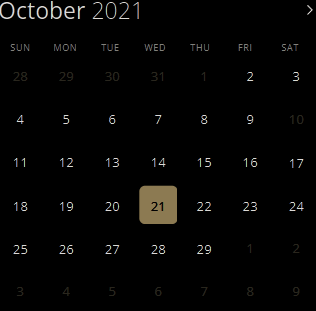 October 2021
SUN MON TUE WED THU FRI SAT
28 29 30 31 1 2 3
4 5 6 7 8 9 10
11 12 13 14 15 16 17
18 19 20 21 22 23 24
25 26 27 28 29 1 2
3 4 5 6 7 8 9